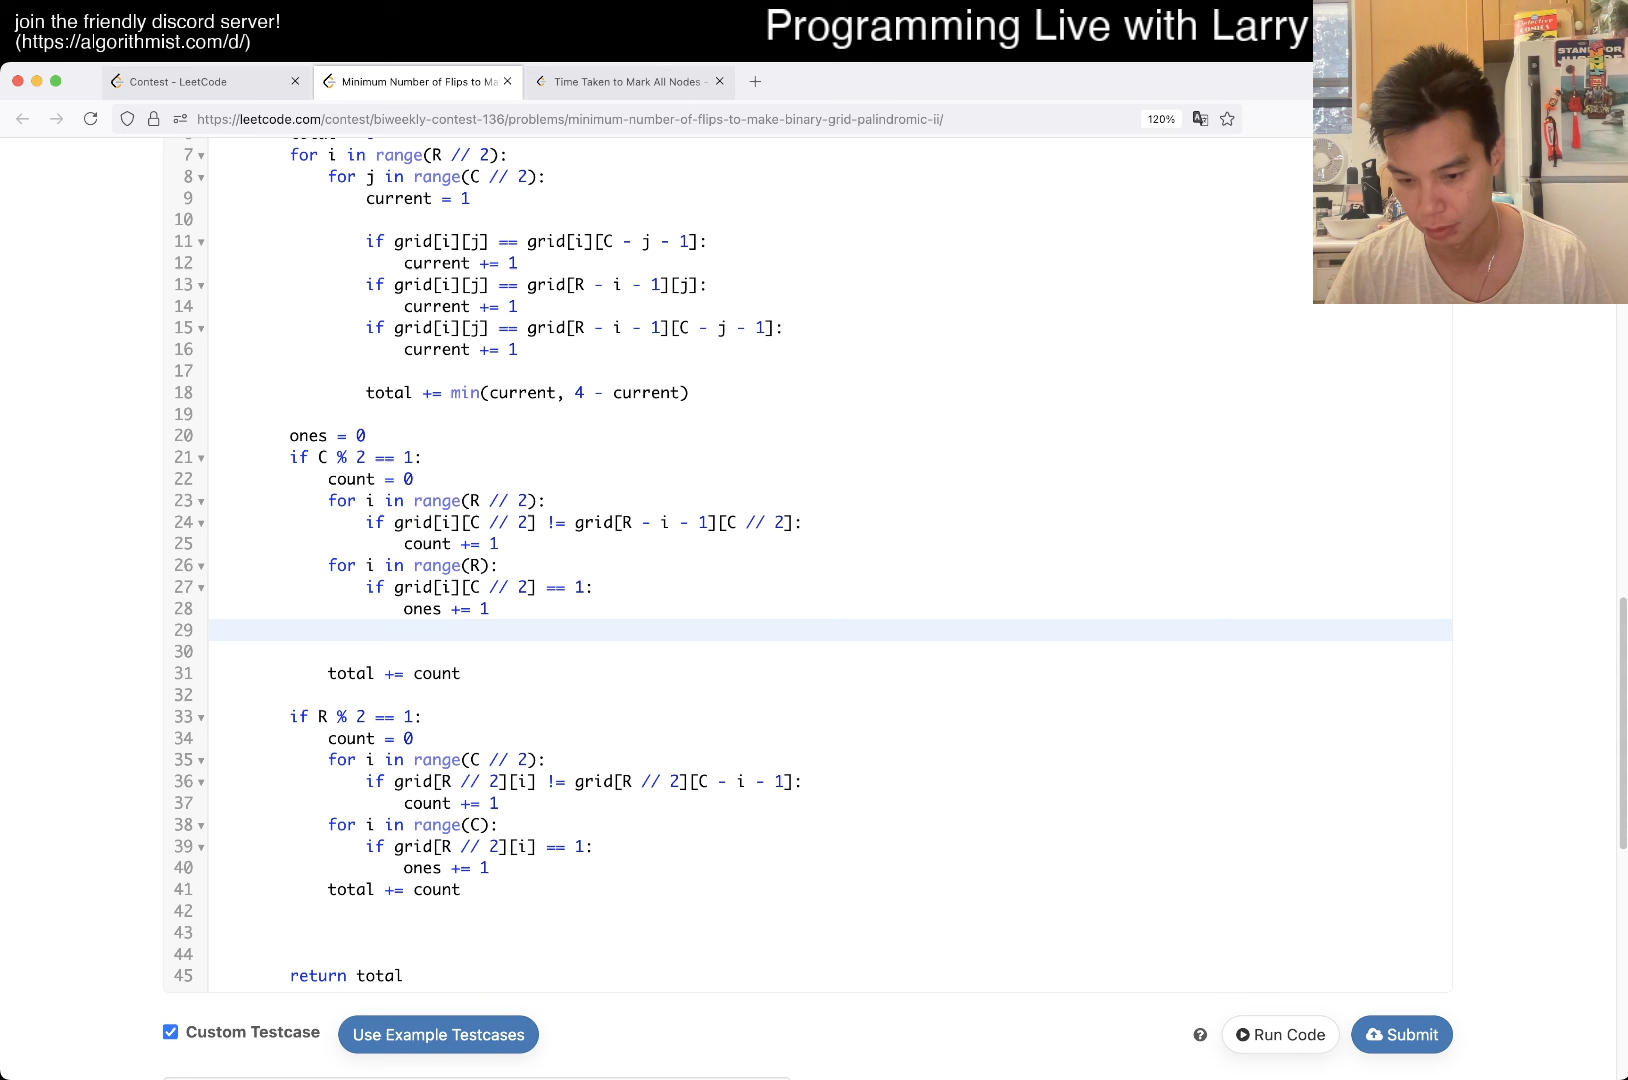 join the friendly discord server!
(https://algorithmist.com/d/)
Programming Live with Larry
Contest - LeetCode
Minimum Number of Flips to Ma
Time Taken to Mark All Nodes -
https://leetcode.com/contest/biweekly-contest-136/problems/minimum-number-of-flips-to-make-binary-grid-palindromic-ii/
120%
7 for i in range(R // 2):
8 for j in range(C // 2):
9 current = 1
10
11 if grid[i][j] == grid[i][C - j - 1]:
12 current += 1
13 if grid[i][j] == grid[R - i - 1][j]:
14 current += 1
15 if grid[i][j] == grid[R - i - 1][C - j - 1]:
16 current += 1
17
18 total += min(current, 4 - current)
19
20 ones = 0
21 if C % 2 == 1:
22 count = 0
23 for i in range(R // 2):
24 if grid[i][C // 2] != grid[R - i - 1][C // 2]:
25 count += 1
26 for i in range(R):
27 if grid[i][C // 2] == 1:
28 ones += 1
29
30
31 total += count
32
33 if R % 2 == 1:
34 count = 0
35 for i in range(C // 2):
36 if grid[R // 2][i] != grid[R // 2][C - i - 1]:
37 count += 1
38 for i in range(C):
39 if grid[R // 2][i] == 1:
40 ones += 1
41 total += count
42
43
44
45 return total
Custom Testcase
Use Example Testcases
Run Code
Submit